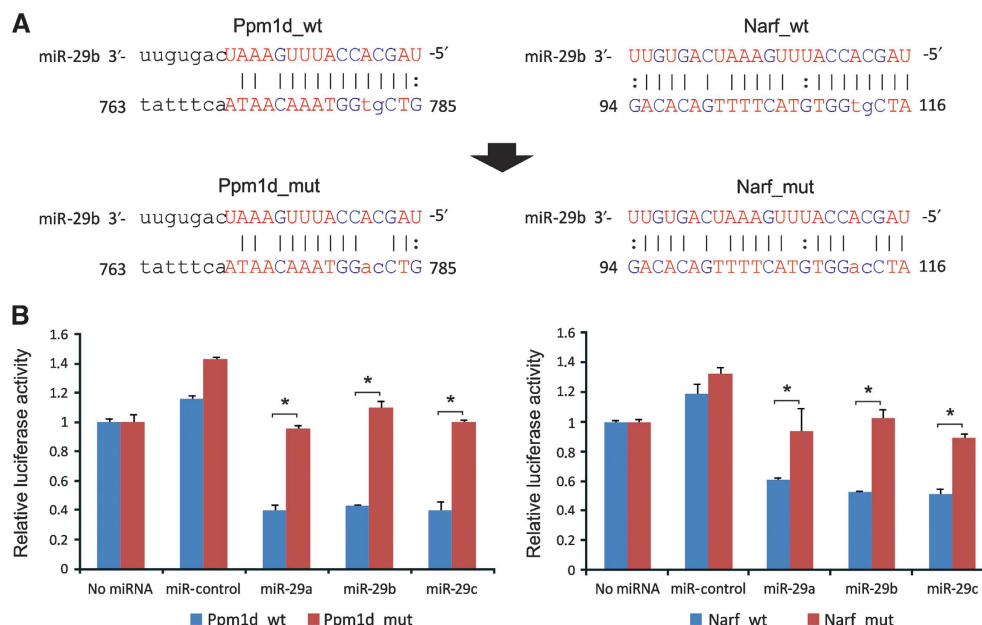 A
Ppm1d_wt
miR-29b 3′- uugugacUAAAGUUUACCACGAU -5′
763 tatttcaATAACAAATGGtgCTG 785
Narf_wt
miR-29b 3′- UUGUGACUAAAGUUUACCACGAU -5′
94 GACACAGTTTTCATGTGGtgCTA 116
Ppm1d_mut
miR-29b 3′- uugugacUAAAGUUUACCACGAU -5′
763 tatttcaATAACAAATGGacCTG 785
Narf_mut
miR-29b 3′- UUGUGACUAAAGUUUACCACGAU -5′
94 GACACAGTTTTCATGTGGacCTA 116
B
Relative luciferase activity
1.6
1.4
1.2
1
0.8
0.6
0.4
0.2
0
* * *
No miRNA miR-control miR-29a miR-29b miR-29c
Ppm1d_wt Ppm1d_mut
Relative luciferase activity
1.6
1.4
1.2
1
0.8
0.6
0.4
0.2
0
* * *
No miRNA miR-control miR-29a miR-29b miR-29c
Narf_wt Narf_mut